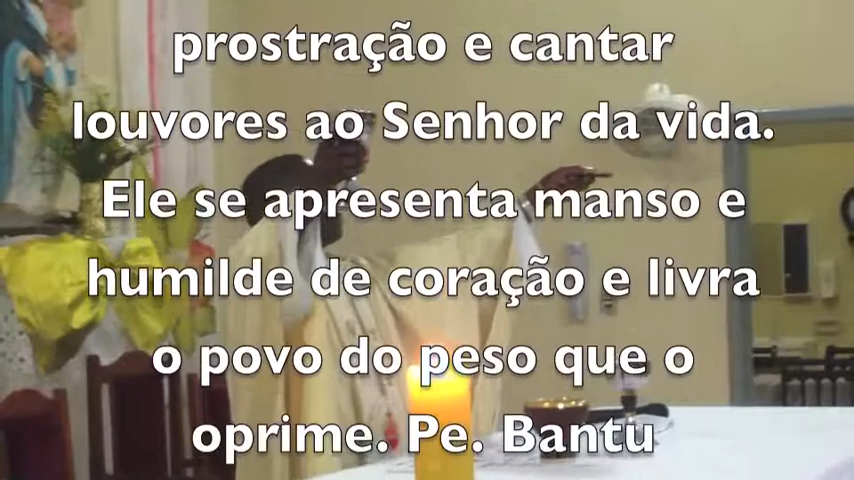 prostração e cantar
louvores ao Senhor da vida.
Ele se apresenta manso e
humilde de coração e livra
o povo do peso que o
oprime. Pe. Bantu